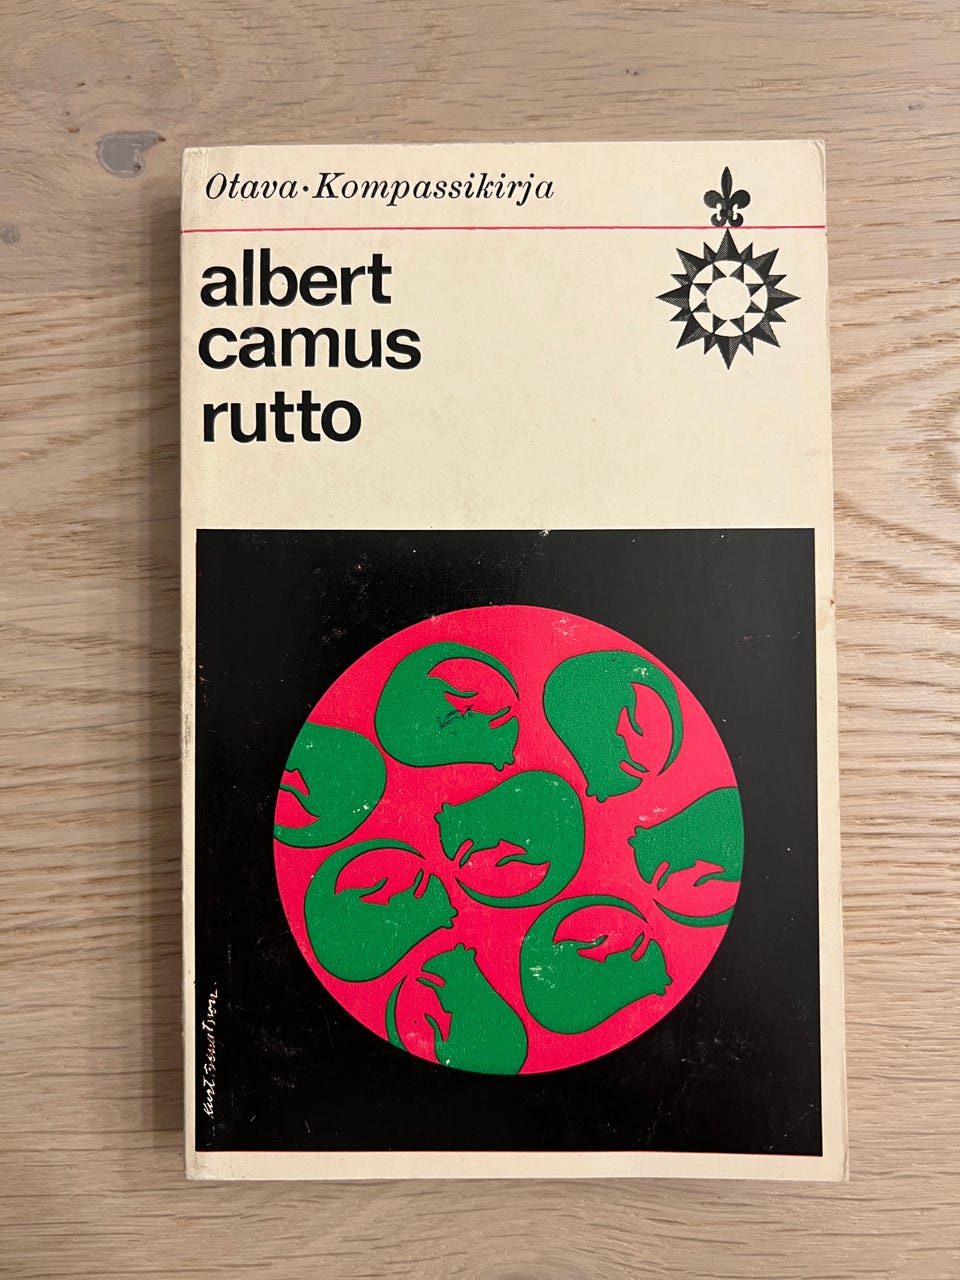 Otava·Kompassikirja
albert
camus
rutto